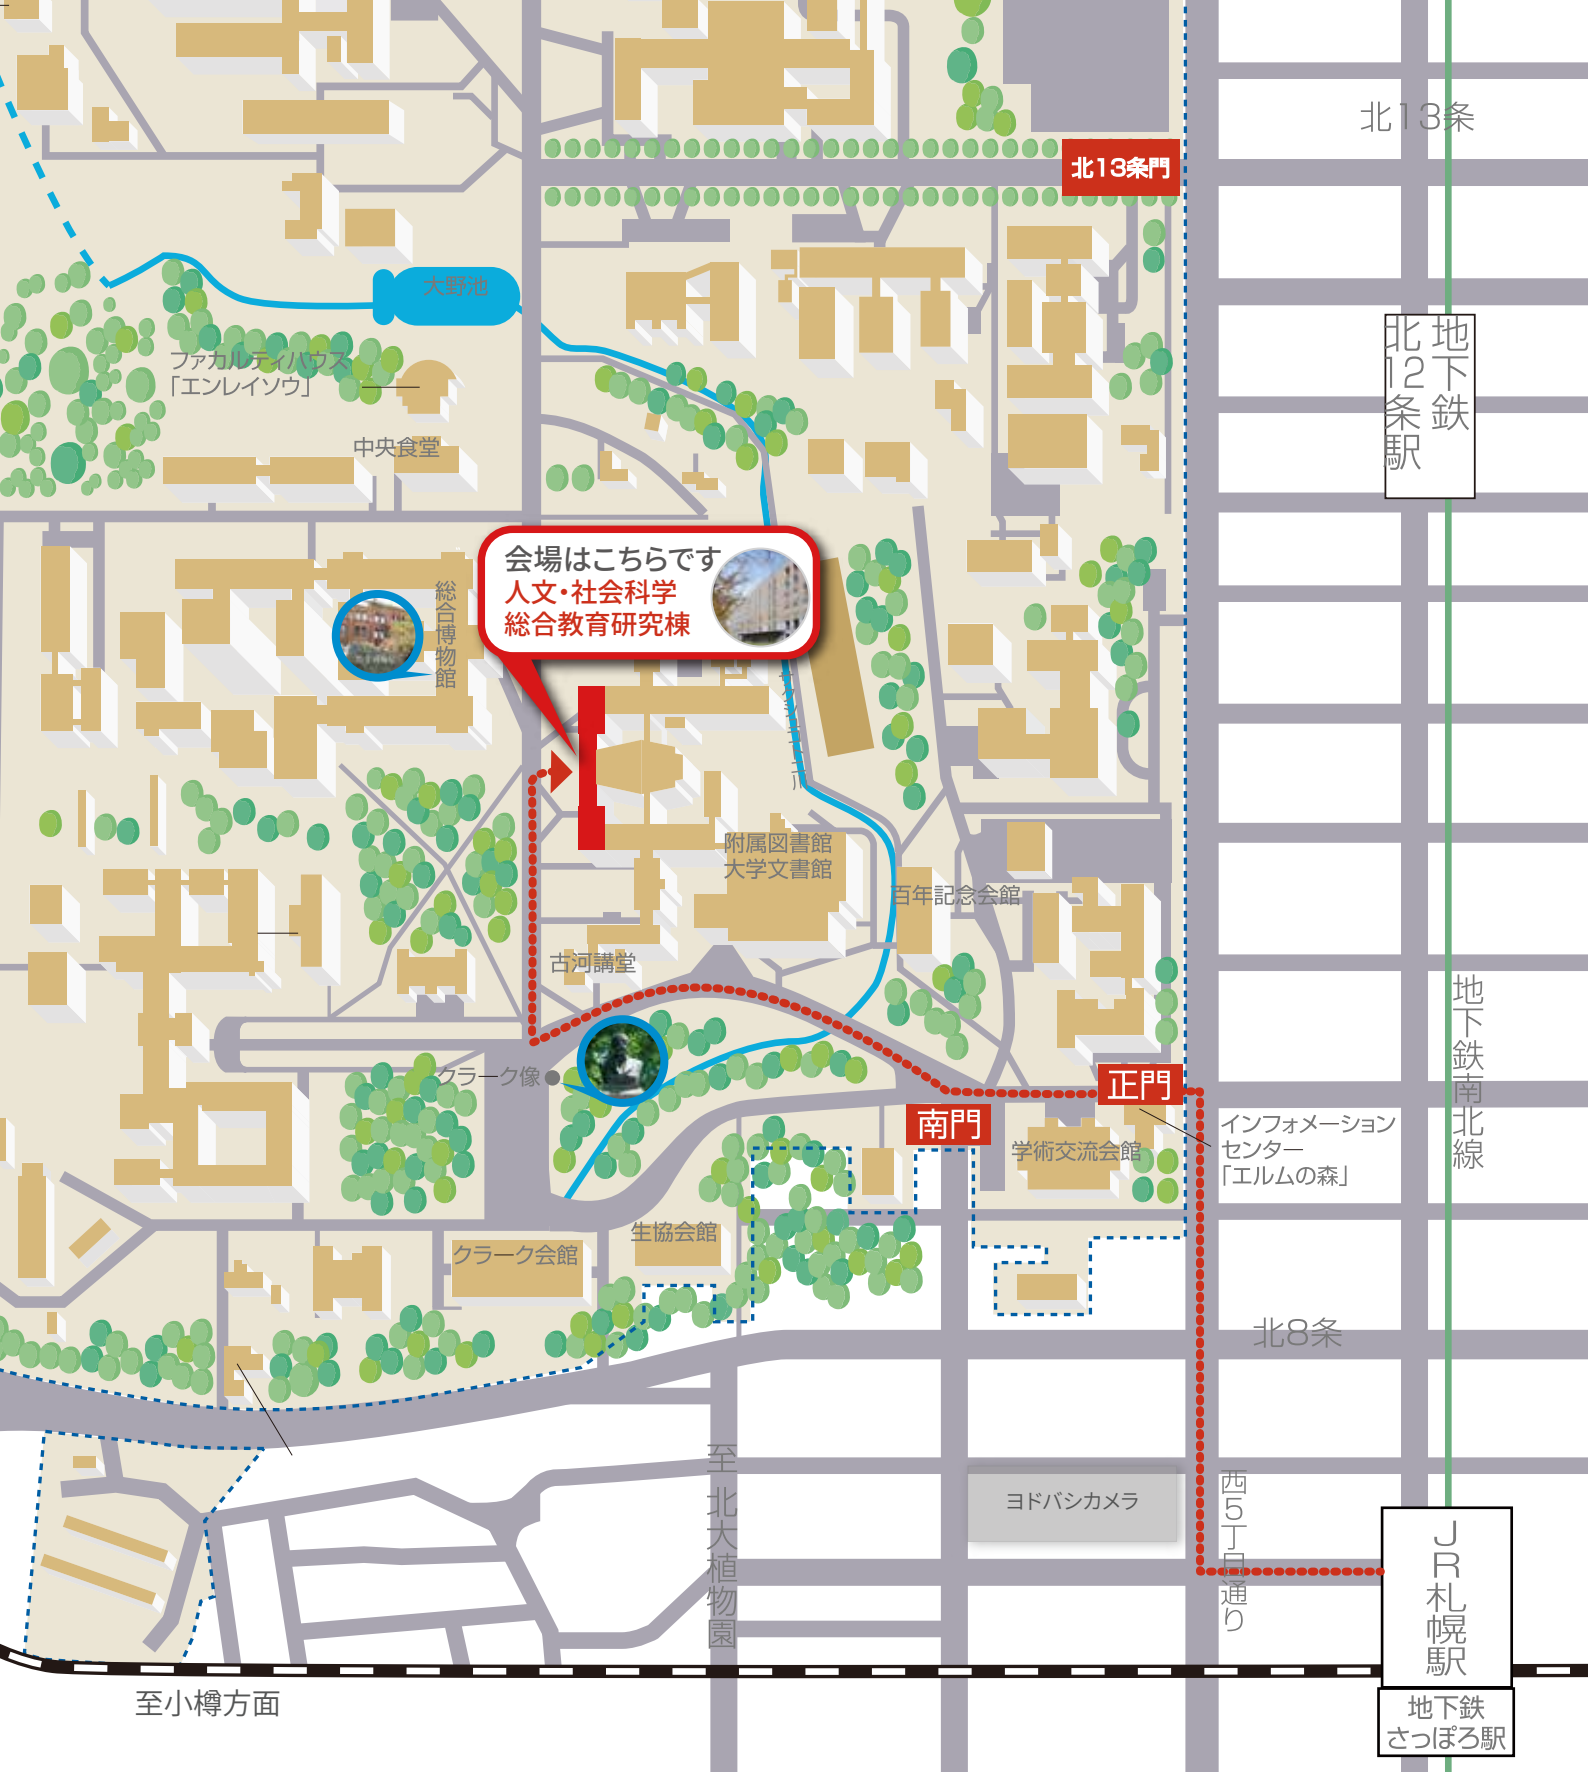 北13条
北13条門
大野池
地下鉄
北12条駅
ファカルティハウス
「エンレイソウ」
中央食堂
会場はこちらです
人文・社会科学
総合教育研究棟
総合博物館
附属図書館
大学文書館
百年記念会館
古河講堂
地下鉄南北線
クラーク像
正門
南門
インフォメーション
センター
「エルムの森」
学術交流会館
生協会館
クラーク会館
北8条
至 北大植物園
ヨドバシカメラ
西5丁目通り
JR札幌駅
至小樽方面
地下鉄
さっぽろ駅